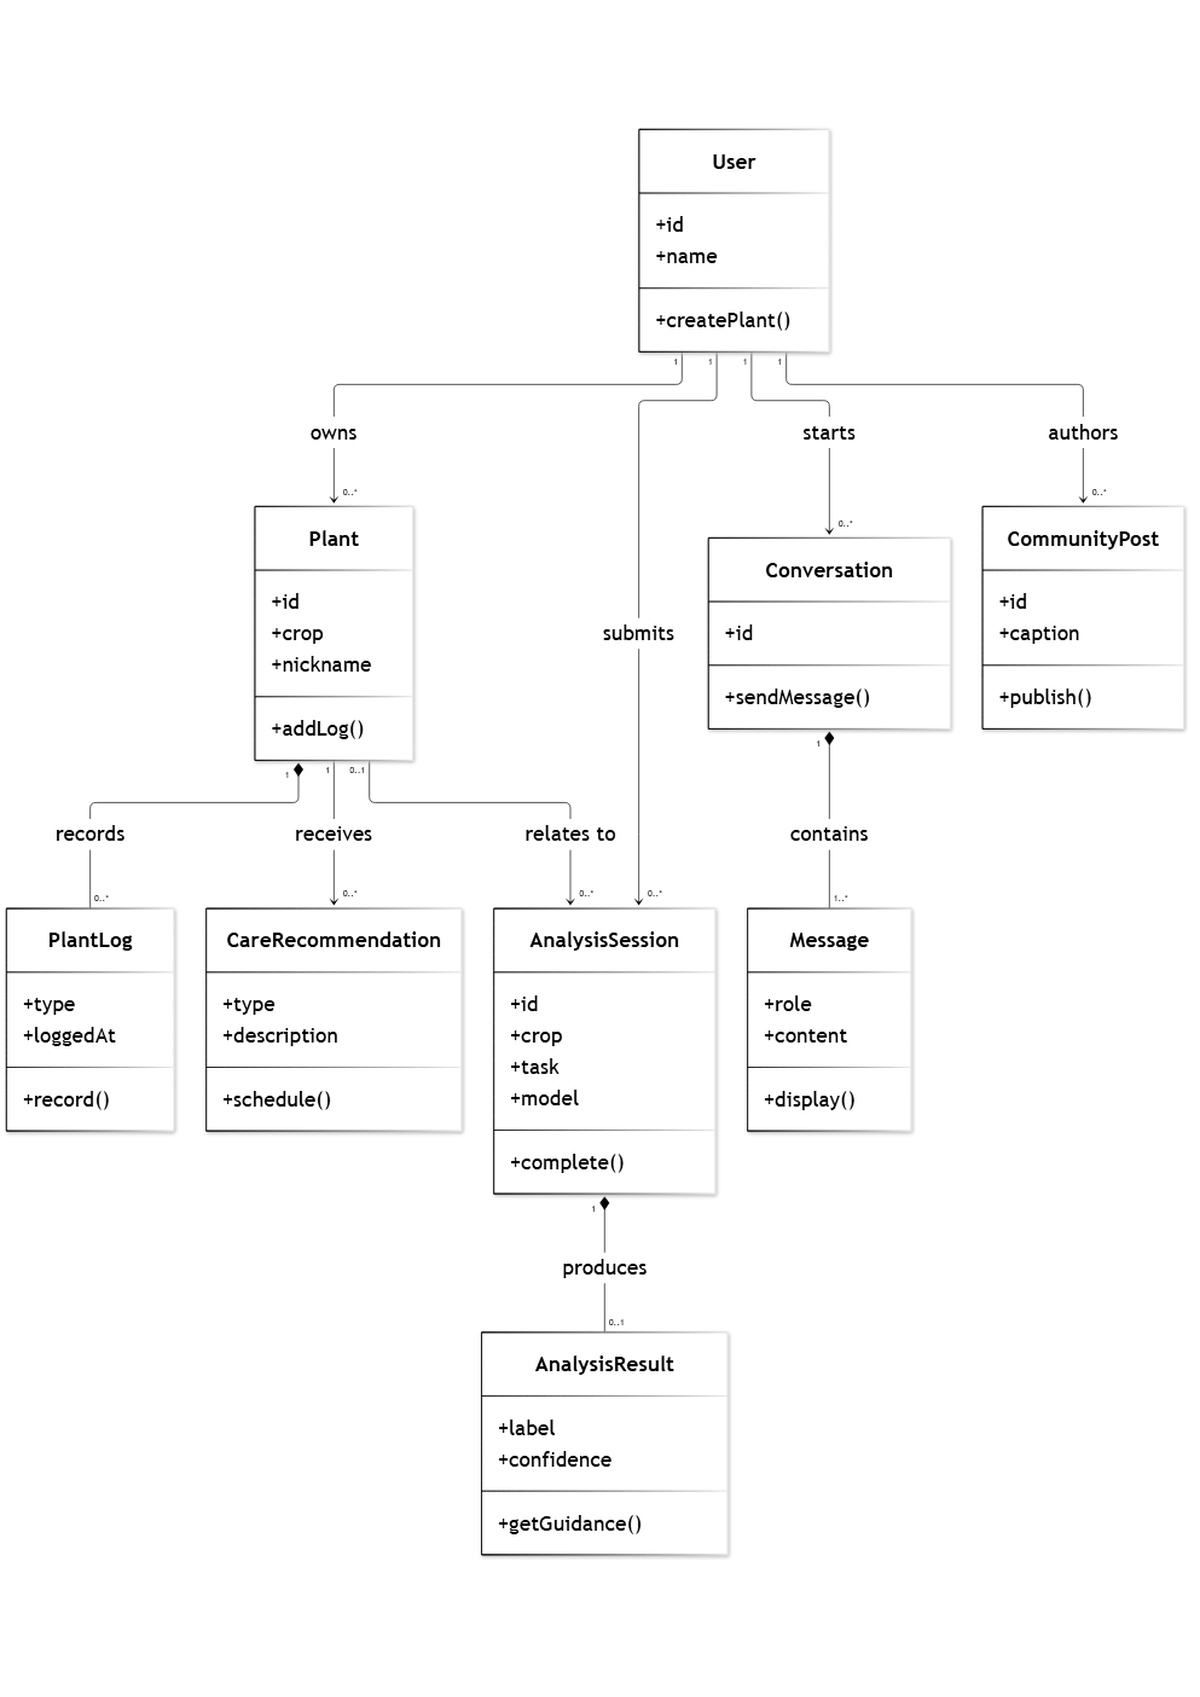 User
+id
+name
+createPlant()
1
1
1
1
owns
starts
authors
0..*
0..*
0..*
Plant
+id
+crop
+nickname
+addLog()
submits
Conversation
+id
+sendMessage()
CommunityPost
+id
+caption
+publish()
1
1
0..1
1
records
receives
relates to
contains
0..*
0..*
0..*
0..*
1..*
PlantLog
+type
+loggedAt
+record()
CareRecommendation
+type
+description
+schedule()
AnalysisSession
+id
+crop
+task
+model
+complete()
Message
+role
+content
+display()
1
produces
0..1
AnalysisResult
+label
+confidence
+getGuidance()